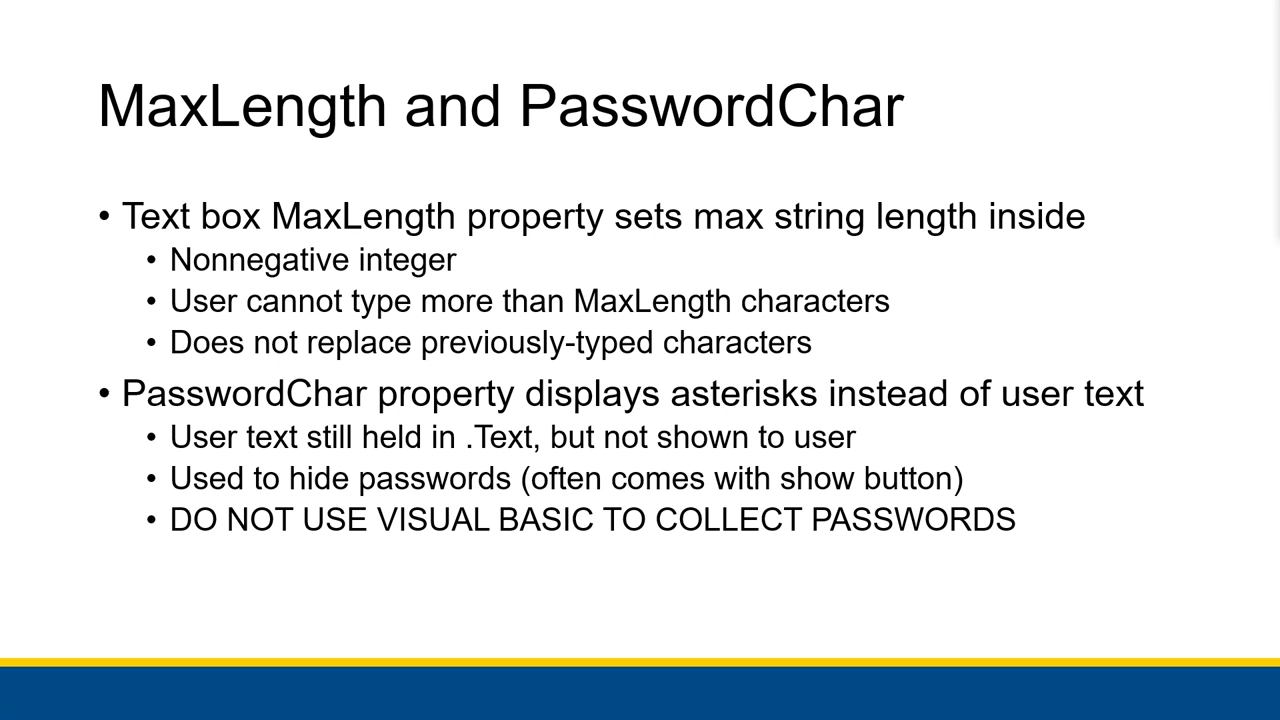 MaxLength and PasswordChar
• Text box MaxLength property sets max string length inside
• Nonnegative integer
• User cannot type more than MaxLength characters
• Does not replace previously-typed characters
• PasswordChar property displays asterisks instead of user text
• User text still held in .Text, but not shown to user
• Used to hide passwords (often comes with show button)
• DO NOT USE VISUAL BASIC TO COLLECT PASSWORDS